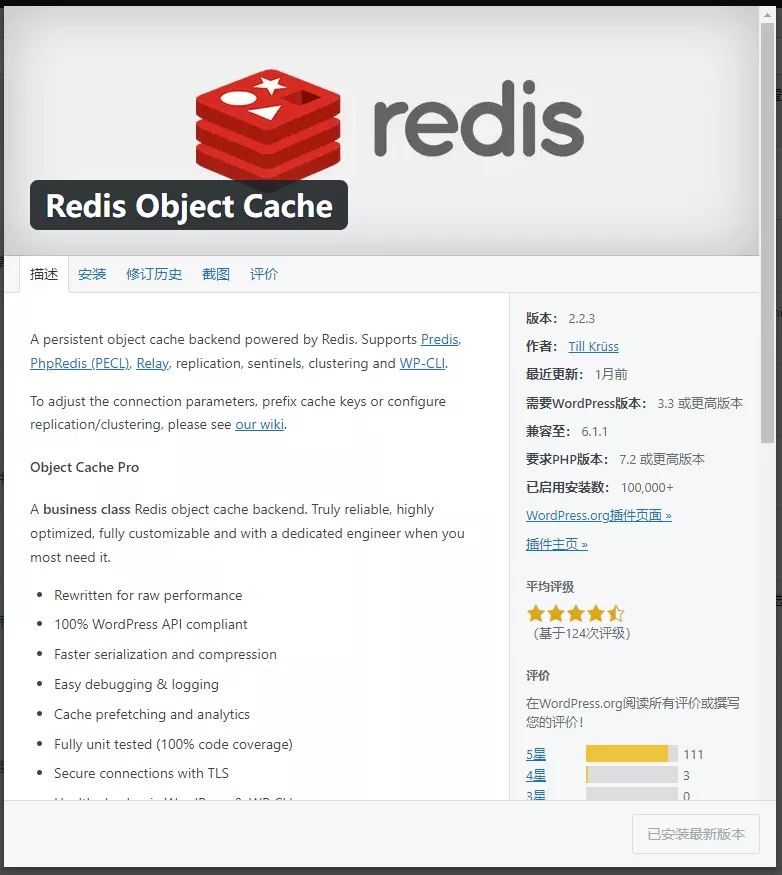 redis
Redis Object Cache
描述 安装 修订历史 截图 评价
A persistent object cache backend powered by Redis. Supports Predis,
PhpRedis (PECL), Relay, replication, sentinels, clustering and WP-CLI.
To adjust the connection parameters, prefix cache keys or configure
replication/clustering, please see our wiki.
Object Cache Pro
A business class Redis object cache backend. Truly reliable, highly
optimized, fully customizable and with a dedicated engineer when you
most need it.
• Rewritten for raw performance
• 100% WordPress API compliant
• Faster serialization and compression
• Easy debugging & logging
• Cache prefetching and analytics
• Fully unit tested (100% code coverage)
• Secure connections with TLS
版本： 2.2.3
作者： Till Krüss
最近更新： 1月前
需要WordPress版本： 3.3 或更高版本
兼容至： 6.1.1
要求PHP版本： 7.2 或更高版本
已启用安装数： 100,000+
WordPress.org插件页面 »
插件主页 »
平均评级
（基于124次评级）
评价
在WordPress.org阅读所有评价或撰写
您的评价！
5星 111
4星 3
3星 0
已安装最新版本